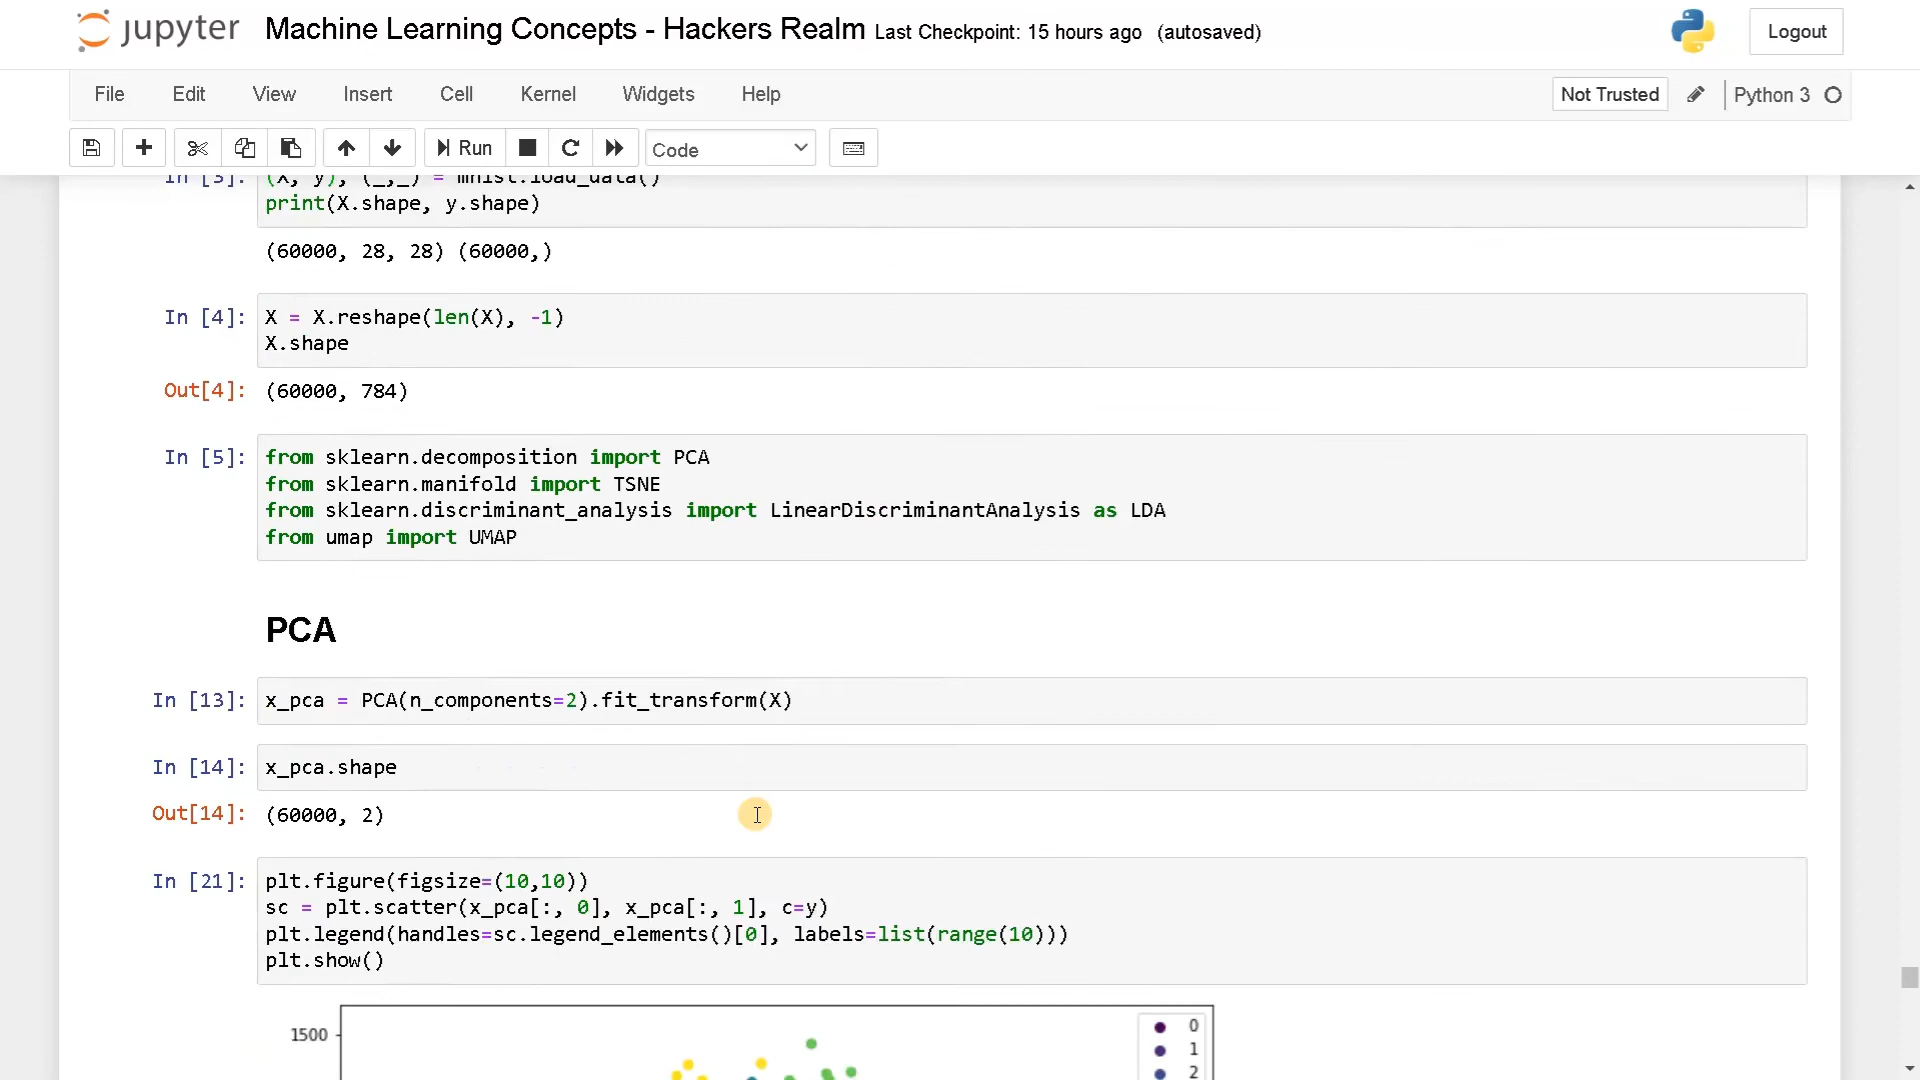 jupyter Machine Learning Concepts - Hackers Realm Last Checkpoint: 15 hours ago (autosaved) Logout
File Edit View Insert Cell Kernel Widgets Help Not Trusted Python 3
Run Code
In [3]: (X, y), (_,_) = mnist.load_data()
print(X.shape, y.shape)
(60000, 28, 28) (60000,)
In [4]: X = X.reshape(len(X), -1)
X.shape
Out[4]: (60000, 784)
In [5]: from sklearn.decomposition import PCA
from sklearn.manifold import TSNE
from sklearn.discriminant_analysis import LinearDiscriminantAnalysis as LDA
from umap import UMAP
PCA
In [13]: x_pca = PCA(n_components=2).fit_transform(X)
In [14]: x_pca.shape
Out[14]: (60000, 2)
In [21]: plt.figure(figsize=(10,10))
sc = plt.scatter(x_pca[:, 0], x_pca[:, 1], c=y)
plt.legend(handles=sc.legend_elements()[0], labels=list(range(10)))
plt.show()
1500
0
1
2